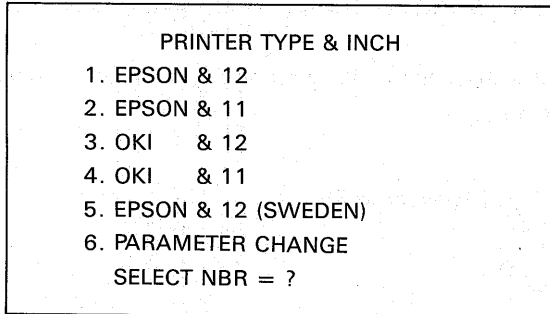 PRINTER TYPE & INCH
1. EPSON & 12
2. EPSON & 11
3. OKI & 12
4. OKI & 11
5. EPSON & 12 (SWEDEN)
6. PARAMETER CHANGE
SELECT NBR = ?